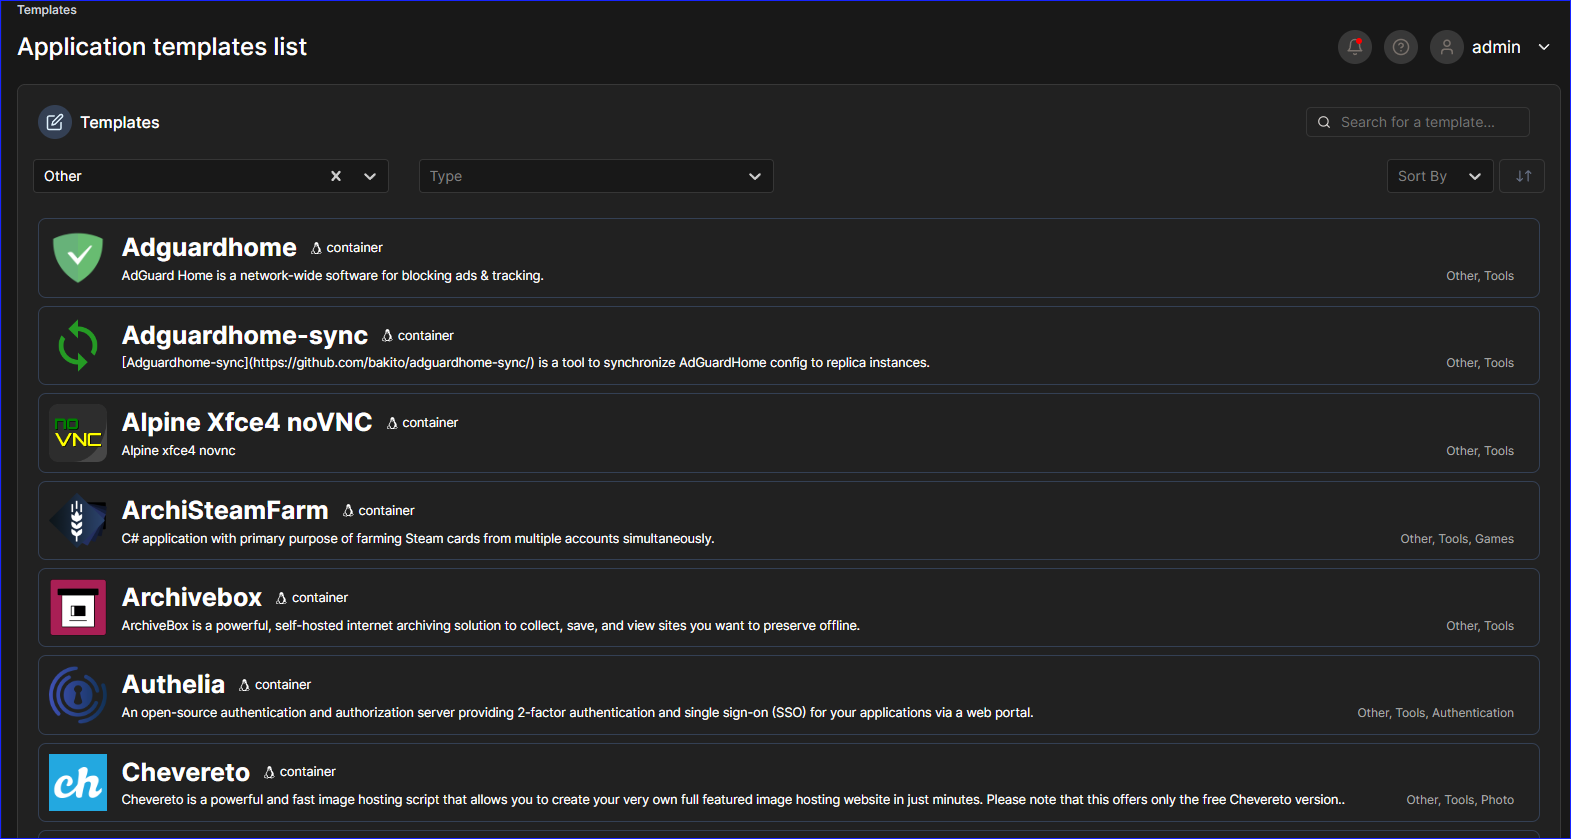 Templates
Application templates list
admin
Templates
Search for a template...
Other
Type
Sort By
Adguardhome container
AdGuard Home is a network-wide software for blocking ads & tracking.
Other, Tools
Adguardhome-sync container
[Adguardhome-sync](https://github.com/bakito/adguardhome-sync/) is a tool to synchronize AdGuardHome config to replica instances.
Other, Tools
no
VNC
Alpine Xfce4 noVNC container
Alpine xfce4 novnc
Other, Tools
ArchiSteamFarm container
C# application with primary purpose of farming Steam cards from multiple accounts simultaneously.
Other, Tools, Games
Archivebox container
ArchiveBox is a powerful, self-hosted internet archiving solution to collect, save, and view sites you want to preserve offline.
Other, Tools
Authelia container
An open-source authentication and authorization server providing 2-factor authentication and single sign-on (SSO) for your applications via a web portal.
Other, Tools, Authentication
ch
Chevereto container
Chevereto is a powerful and fast image hosting script that allows you to create your very own full featured image hosting website in just minutes. Please note that this offers only the free Chevereto version..
Other, Tools, Photo